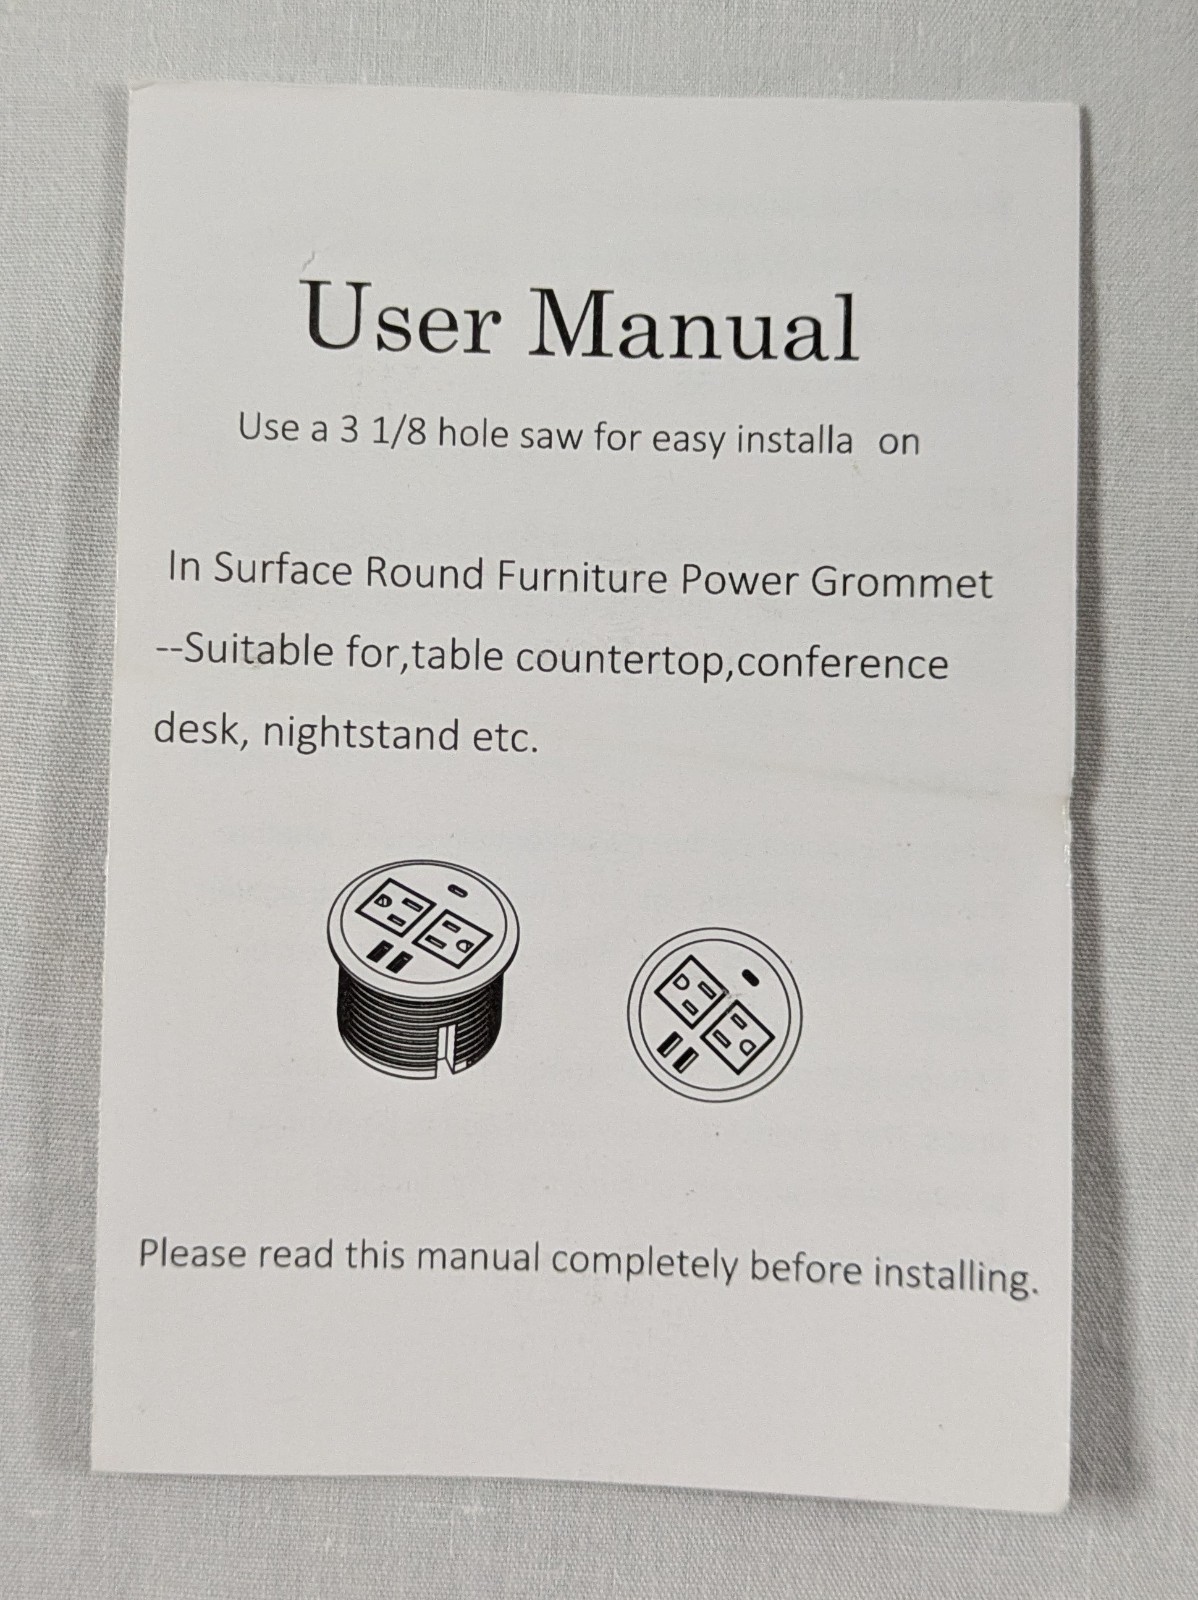 User Manual
Use a 3 1/8 hole saw for easy installa on
In Surface Round Furniture Power Grommet
--Suitable for,table countertop,conference
desk, nightstand etc.
Please read this manual completely before installing.